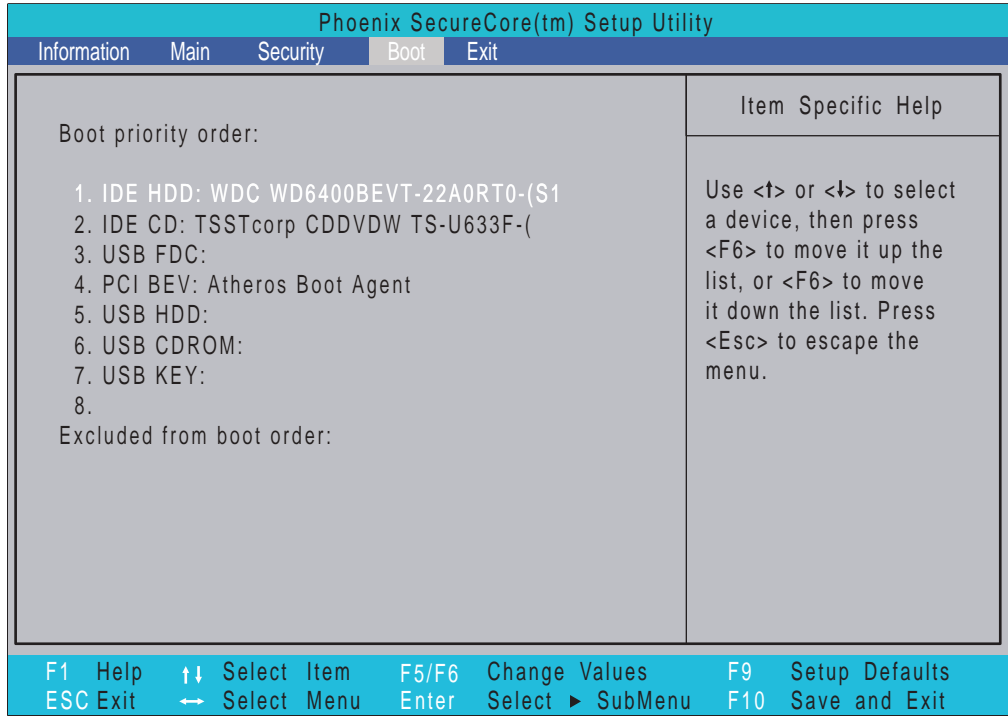 Phoenix SecureCore(tm) Setup Utility
Information Main Security Boot Exit
Boot priority order:
1. IDE HDD: WDC WD6400BEVT-22A0RT0-(S1
2. IDE CD: TSSTcorp CDDVDW TS-U633F-(
3. USB FDC:
4. PCI BEV: Atheros Boot Agent
5. USB HDD:
6. USB CDROM:
7. USB KEY:
8.
Excluded from boot order:
Item Specific Help
Use <↑> or <↓> to select
a device, then press
<F6> to move it up the
list, or <F6> to move
it down the list. Press
<Esc> to escape the
menu.
F1 Help ↑↓ Select Item F5/F6 Change Values F9 Setup Defaults
ESC Exit ↔ Select Menu Enter Select ► SubMenu F10 Save and Exit